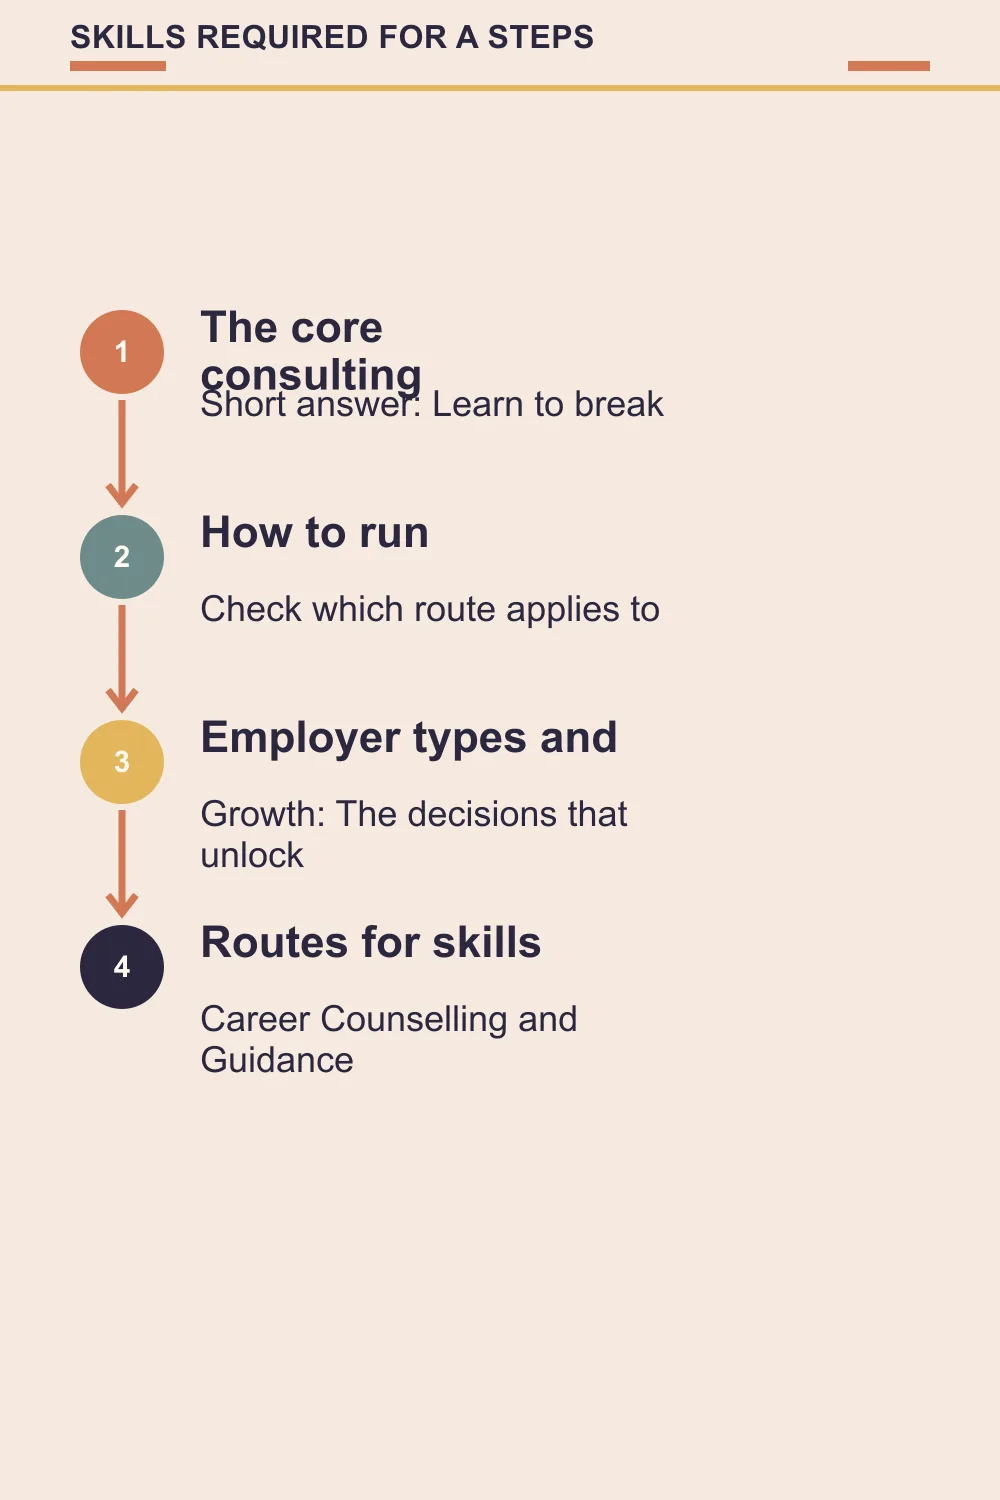 SKILLS REQUIRED FOR A STEPS
1
The core
consulting
Short answer: Learn to break
2
How to run
Check which route applies to
3
Employer types and
Growth: The decisions that
unlock
4
Routes for skills
Career Counselling and
Guidance